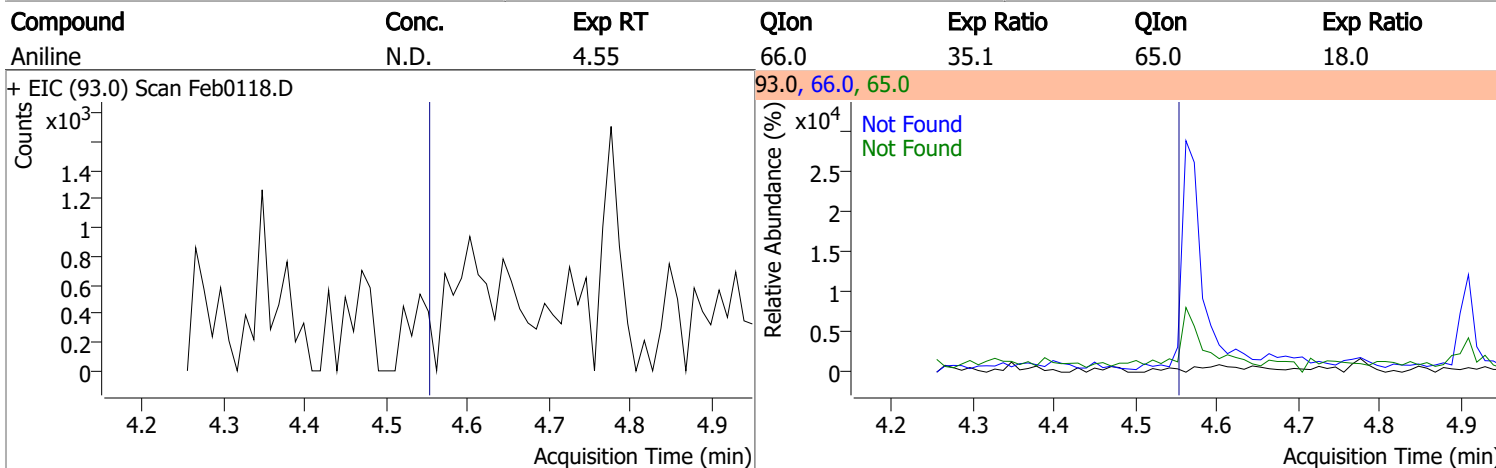 Compound Conc. Exp RT QIon Exp Ratio QIon Exp Ratio
Aniline N.D. 4.55 66.0 35.1 65.0 18.0
+ EIC (93.0) Scan Feb0118.D
Counts
x10³
1.4
1.2
1
0.8
0.6
0.4
0.2
0
4.2 4.3 4.4 4.5 4.6 4.7 4.8 4.9
Acquisition Time (min)
93.0, 66.0, 65.0
Relative Abundance (%)
x10⁴
Not Found
Not Found
2.5
2
1.5
1
0.5
0
4.2 4.3 4.4 4.5 4.6 4.7 4.8 4.9
Acquisition Time (min)